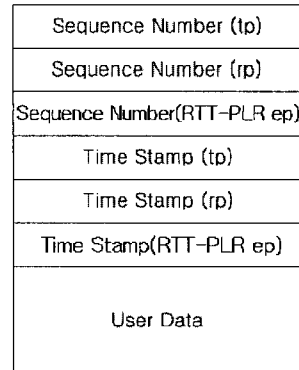 Sequence Number (tp)
Sequence Number (rp)
Sequence Number(RTT-PLR ep)
Time Stamp (tp)
Time Stamp (rp)
Time Stamp(RTT-PLR ep)
User Data